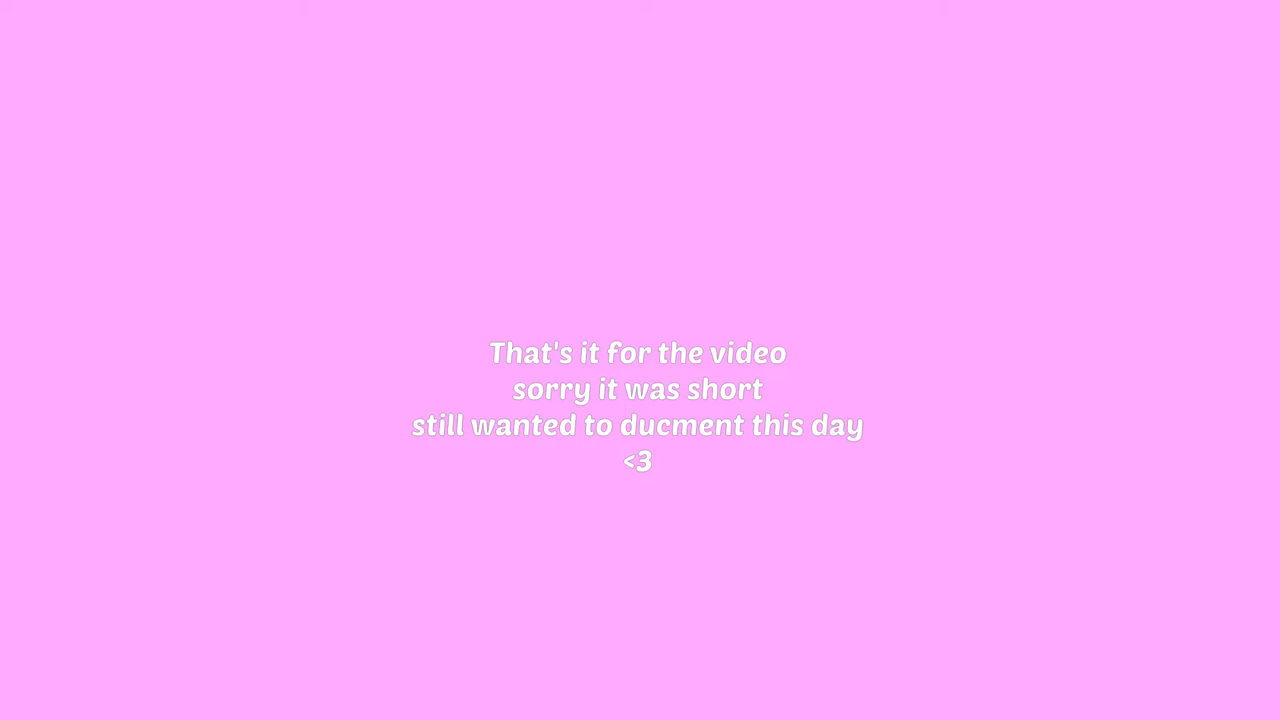 That's it for the video
sorry it was short
still wanted to ducment this day
<3